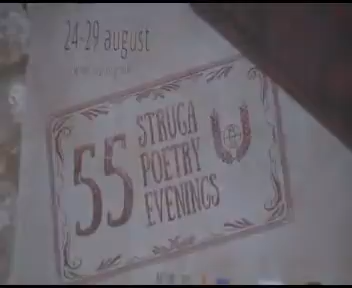 24-29 august
55
STRUGA
POETRY
EVENINGS